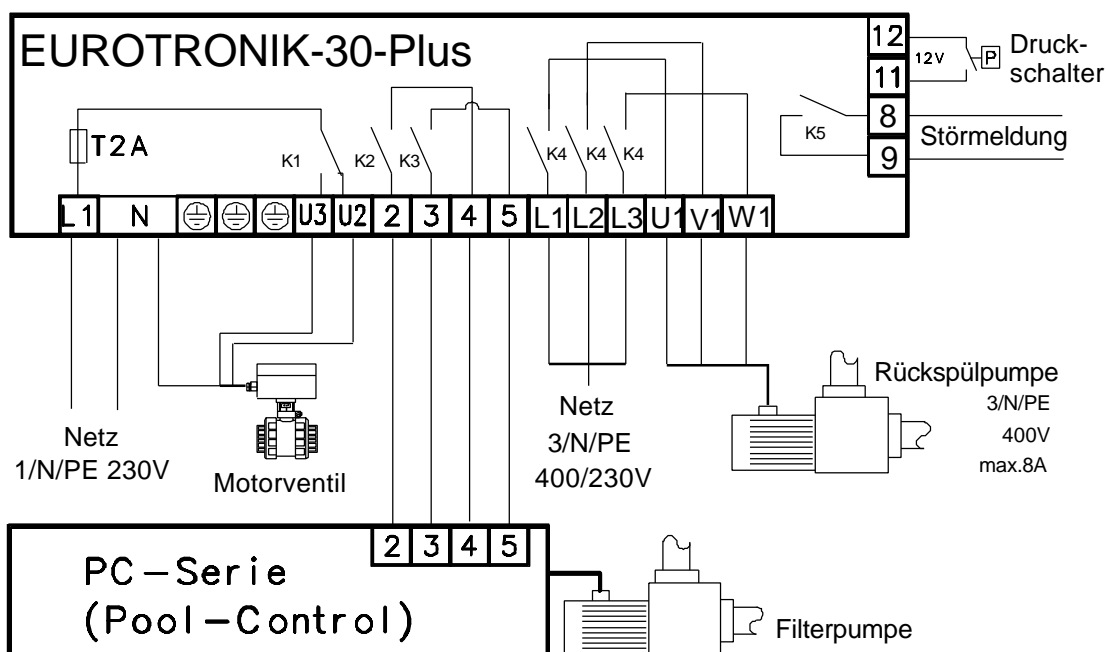 EUROTRONIK-30-Plus
12
11
8
9
12V
P
Druck-
schalter
K5
Störmeldung
T2A
K1
K2
K3
K4
K4
K4
L1
N
U3
U2
2
3
4
5
L1
L2
L3
U1
V1
W1
Netz
1/N/PE 230V
Motorventil
Netz
3/N/PE
400/230V
Rückspülpumpe
3/N/PE
400V
max.8A
2
3
4
5
PC-Serie
(Pool-Control)
Filterpumpe